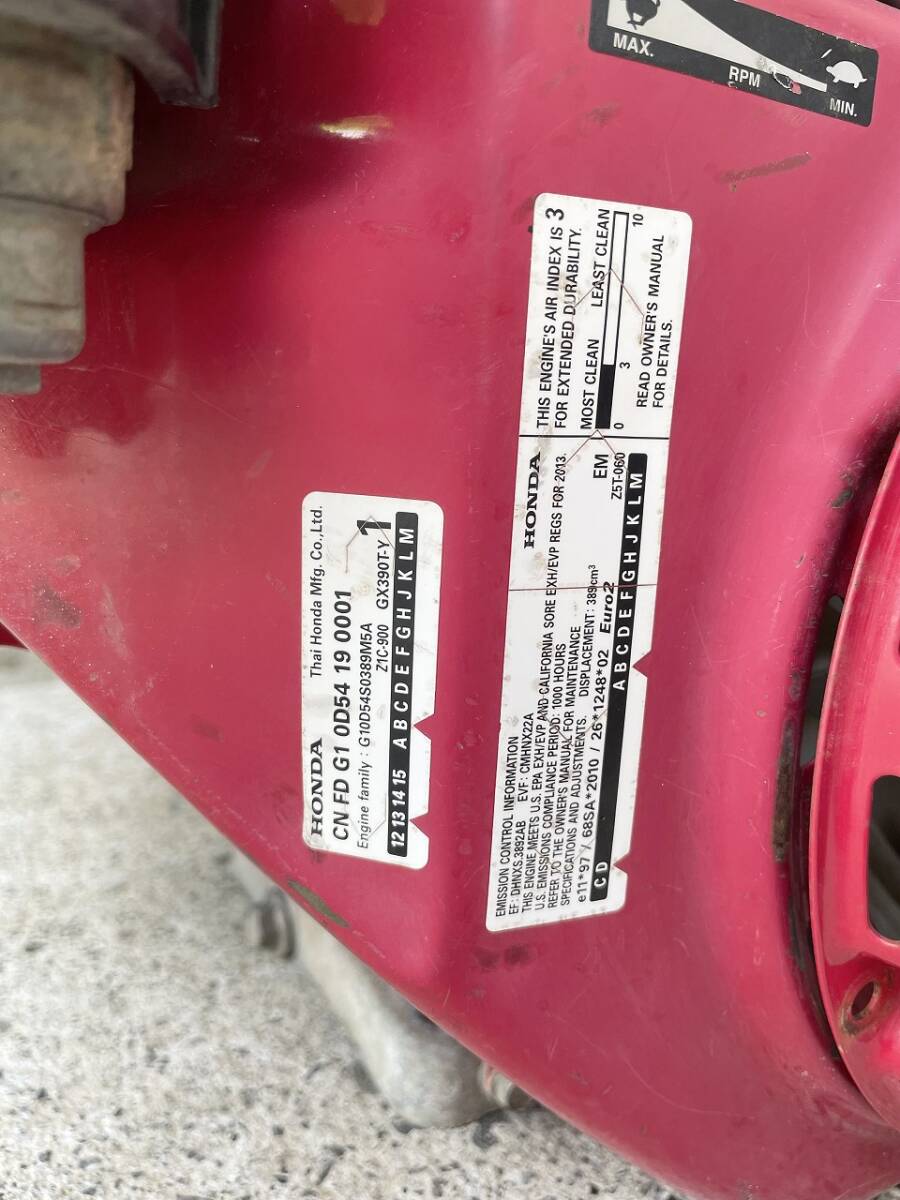 MAX.
RPM
MIN.
HONDA Thai Honda Mfg. Co.,Ltd.
CN FD G1 0D54 19 0001
Engine family : G10D54S0389M5A
Z1C-900 GX390T-Y 1
12 13 14 15 A B C D E F G H J K L M
EMISSION CONTROL INFORMATION HONDA
EF: DHNXS.3892AB EVF: CMHNX22A
THIS ENGINE MEETS U.S. EPA EXH/EVP AND CALIFORNIA SORE EXH/EVP REGS FOR 2013.
U.S. EMISSIONS COMPLIANCE PERIOD: 1000 HOURS
REFER TO THE OWNER'S MANUAL FOR MAINTENANCE
SPECIFICATIONS AND ADJUSTMENTS. DISPLACEMENT: 389cm³
EM
e11*97 / 68SA*2010 / 26*1248*02 Euro2 Z5T-060
C D A B C D E F G H J K L M
THIS ENGINE'S AIR INDEX IS 3
FOR EXTENDED DURABILITY.
MOST CLEAN LEAST CLEAN
0 3 10
READ OWNER'S MANUAL
FOR DETAILS.